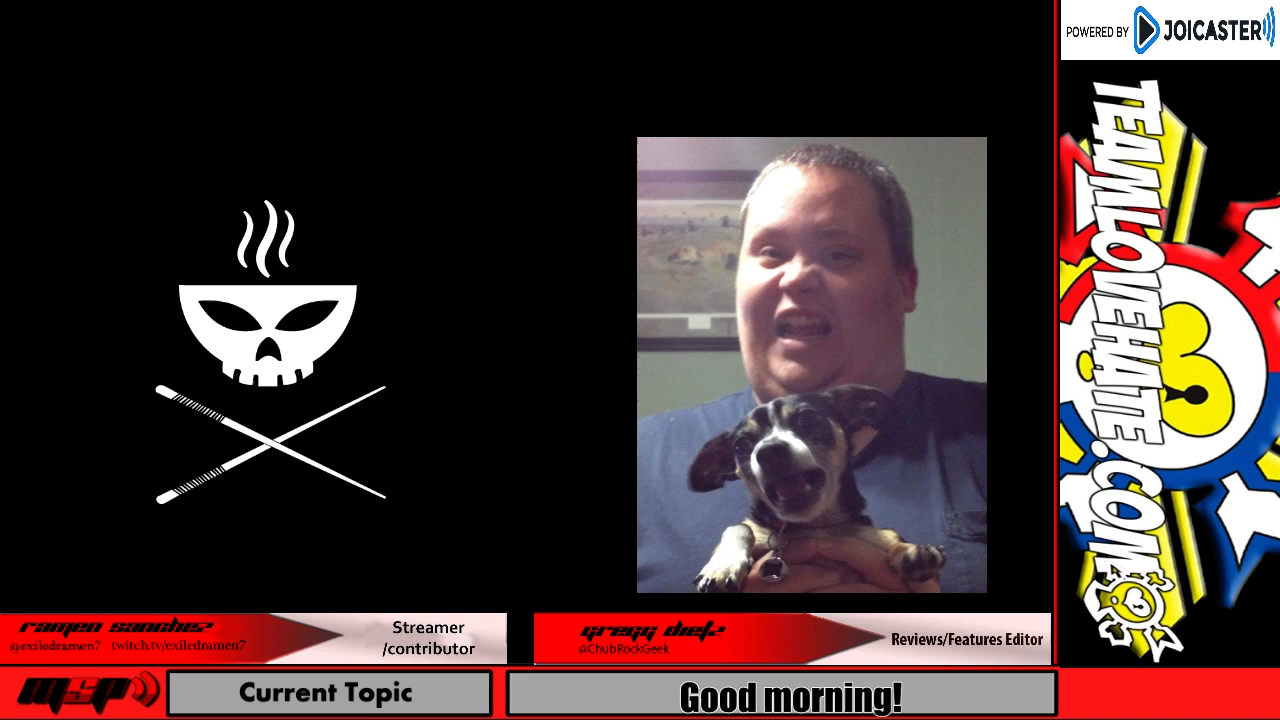 POWERED BY JOICASTER
TEAMLOVEHATE.COM
Ramen Sanchez
@exiledramen7 twitch.tv/exiledramen7
Streamer
/contributor
Gregg Dietz
@ChubRockGeek
Reviews/Features Editor
MSP
Current Topic
Good morning!